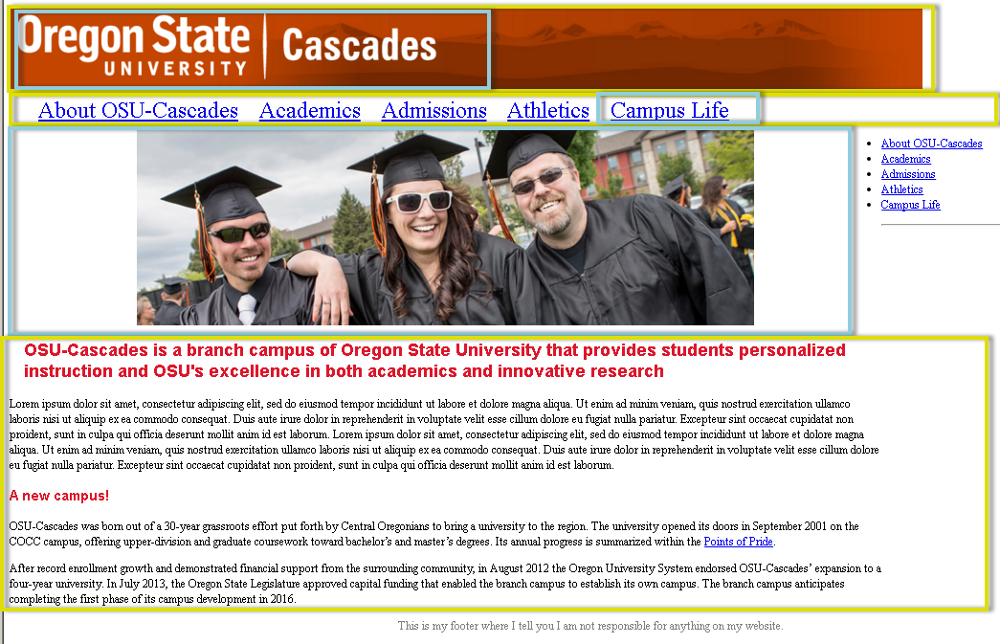 Oregon State
UNIVERSITY
Cascades
About OSU-Cascades Academics Admissions Athletics Campus Life
About OSU-Cascades
Academics
Admissions
Athletics
Campus Life
OSU-Cascades is a branch campus of Oregon State University that provides students personalized
instruction and OSU's excellence in both academics and innovative research
Lorem ipsum dolor sit amet, consectetur adipiscing elit, sed do eiusmod tempor incididunt ut labore et dolore magna aliqua. Ut enim ad minim veniam, quis nostrud exercitation ullamco
laboris nisi ut aliquip ex ea commodo consequat. Duis aute irure dolor in reprehenderit in voluptate velit esse cillum dolore eu fugiat nulla pariatur. Excepteur sint occaecat cupidatat non
proident, sunt in culpa qui officia deserunt mollit anim id est laborum. Lorem ipsum dolor sit amet, consectetur adipiscing elit, sed do eiusmod tempor incididunt ut labore et dolore magna
aliqua. Ut enim ad minim veniam, quis nostrud exercitation ullamco laboris nisi ut aliquip ex ea commodo consequat. Duis aute irure dolor in reprehenderit in voluptate velit esse cillum dolore
eu fugiat nulla pariatur. Excepteur sint occaecat cupidatat non proident, sunt in culpa qui officia deserunt mollit anim id est laborum.
A new campus!
OSU-Cascades was born out of a 30-year grassroots effort put forth by Central Oregonians to bring a university to the region. The university opened its doors in September 2001 on the
COCC campus, offering upper-division and graduate coursework toward bachelor’s and master’s degrees. Its annual progress is summarized within the Points of Pride.
After record enrollment growth and demonstrated financial support from the surrounding community, in August 2012 the Oregon University System endorsed OSU-Cascades’ expansion to a
four-year university. In July 2013, the Oregon State Legislature approved capital funding that enabled the branch campus to establish its own campus. The branch campus anticipates
completing the first phase of its campus development in 2016.
This is my footer where I tell you I am not responsible for anything on my website.